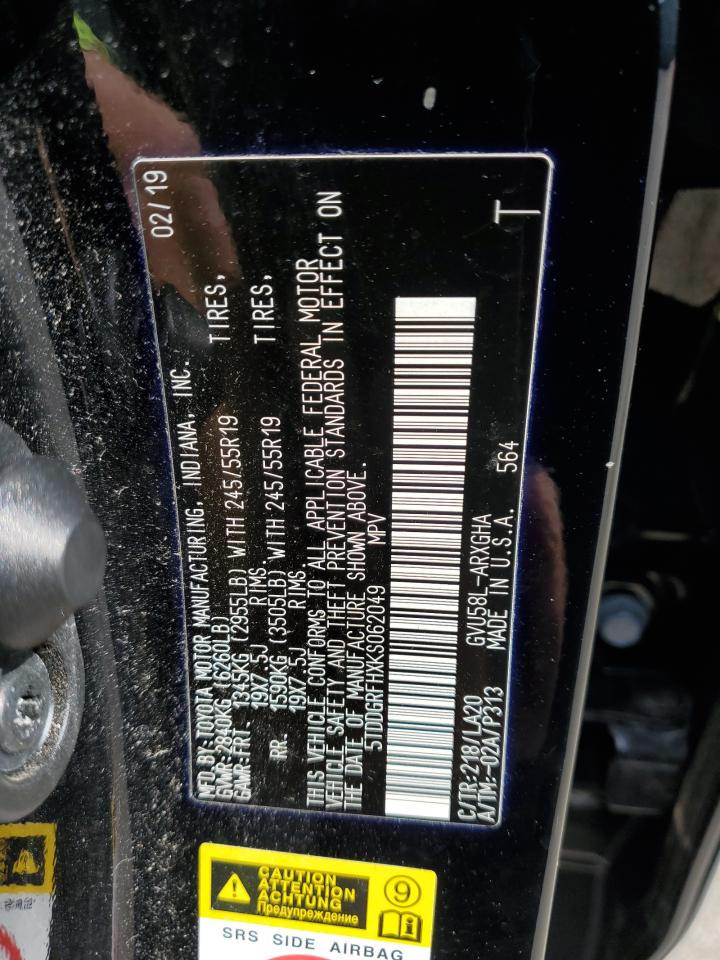 MFD. BY: TOYOTA MOTOR MANUFACTURING, INDIANA, INC. 02/19
GVWR: 2840KG (6260LB)
GAWR: FRT. 1345KG (2955LB) WITH 245/55R19 TIRES,
19X7.5J RIMS
RR. 1590KG (3505LB) WITH 245/55R19 TIRES,
19X7.5J RIMS
THIS VEHICLE CONFORMS TO ALL APPLICABLE FEDERAL MOTOR
VEHICLE SAFETY AND THEFT PREVENTION STANDARDS IN EFFECT ON
THE DATE OF MANUFACTURE SHOWN ABOVE.
5TDDGRFHXKS062049 MPV
C/TR:218/LA20 GVU58L-ARXGHA 564
A/TM:-02A/P313 MADE IN U.S.A.
T
CAUTION
ATTENTION
ACHTUNG
Предупреждение
9
SRS SIDE AIRBAG